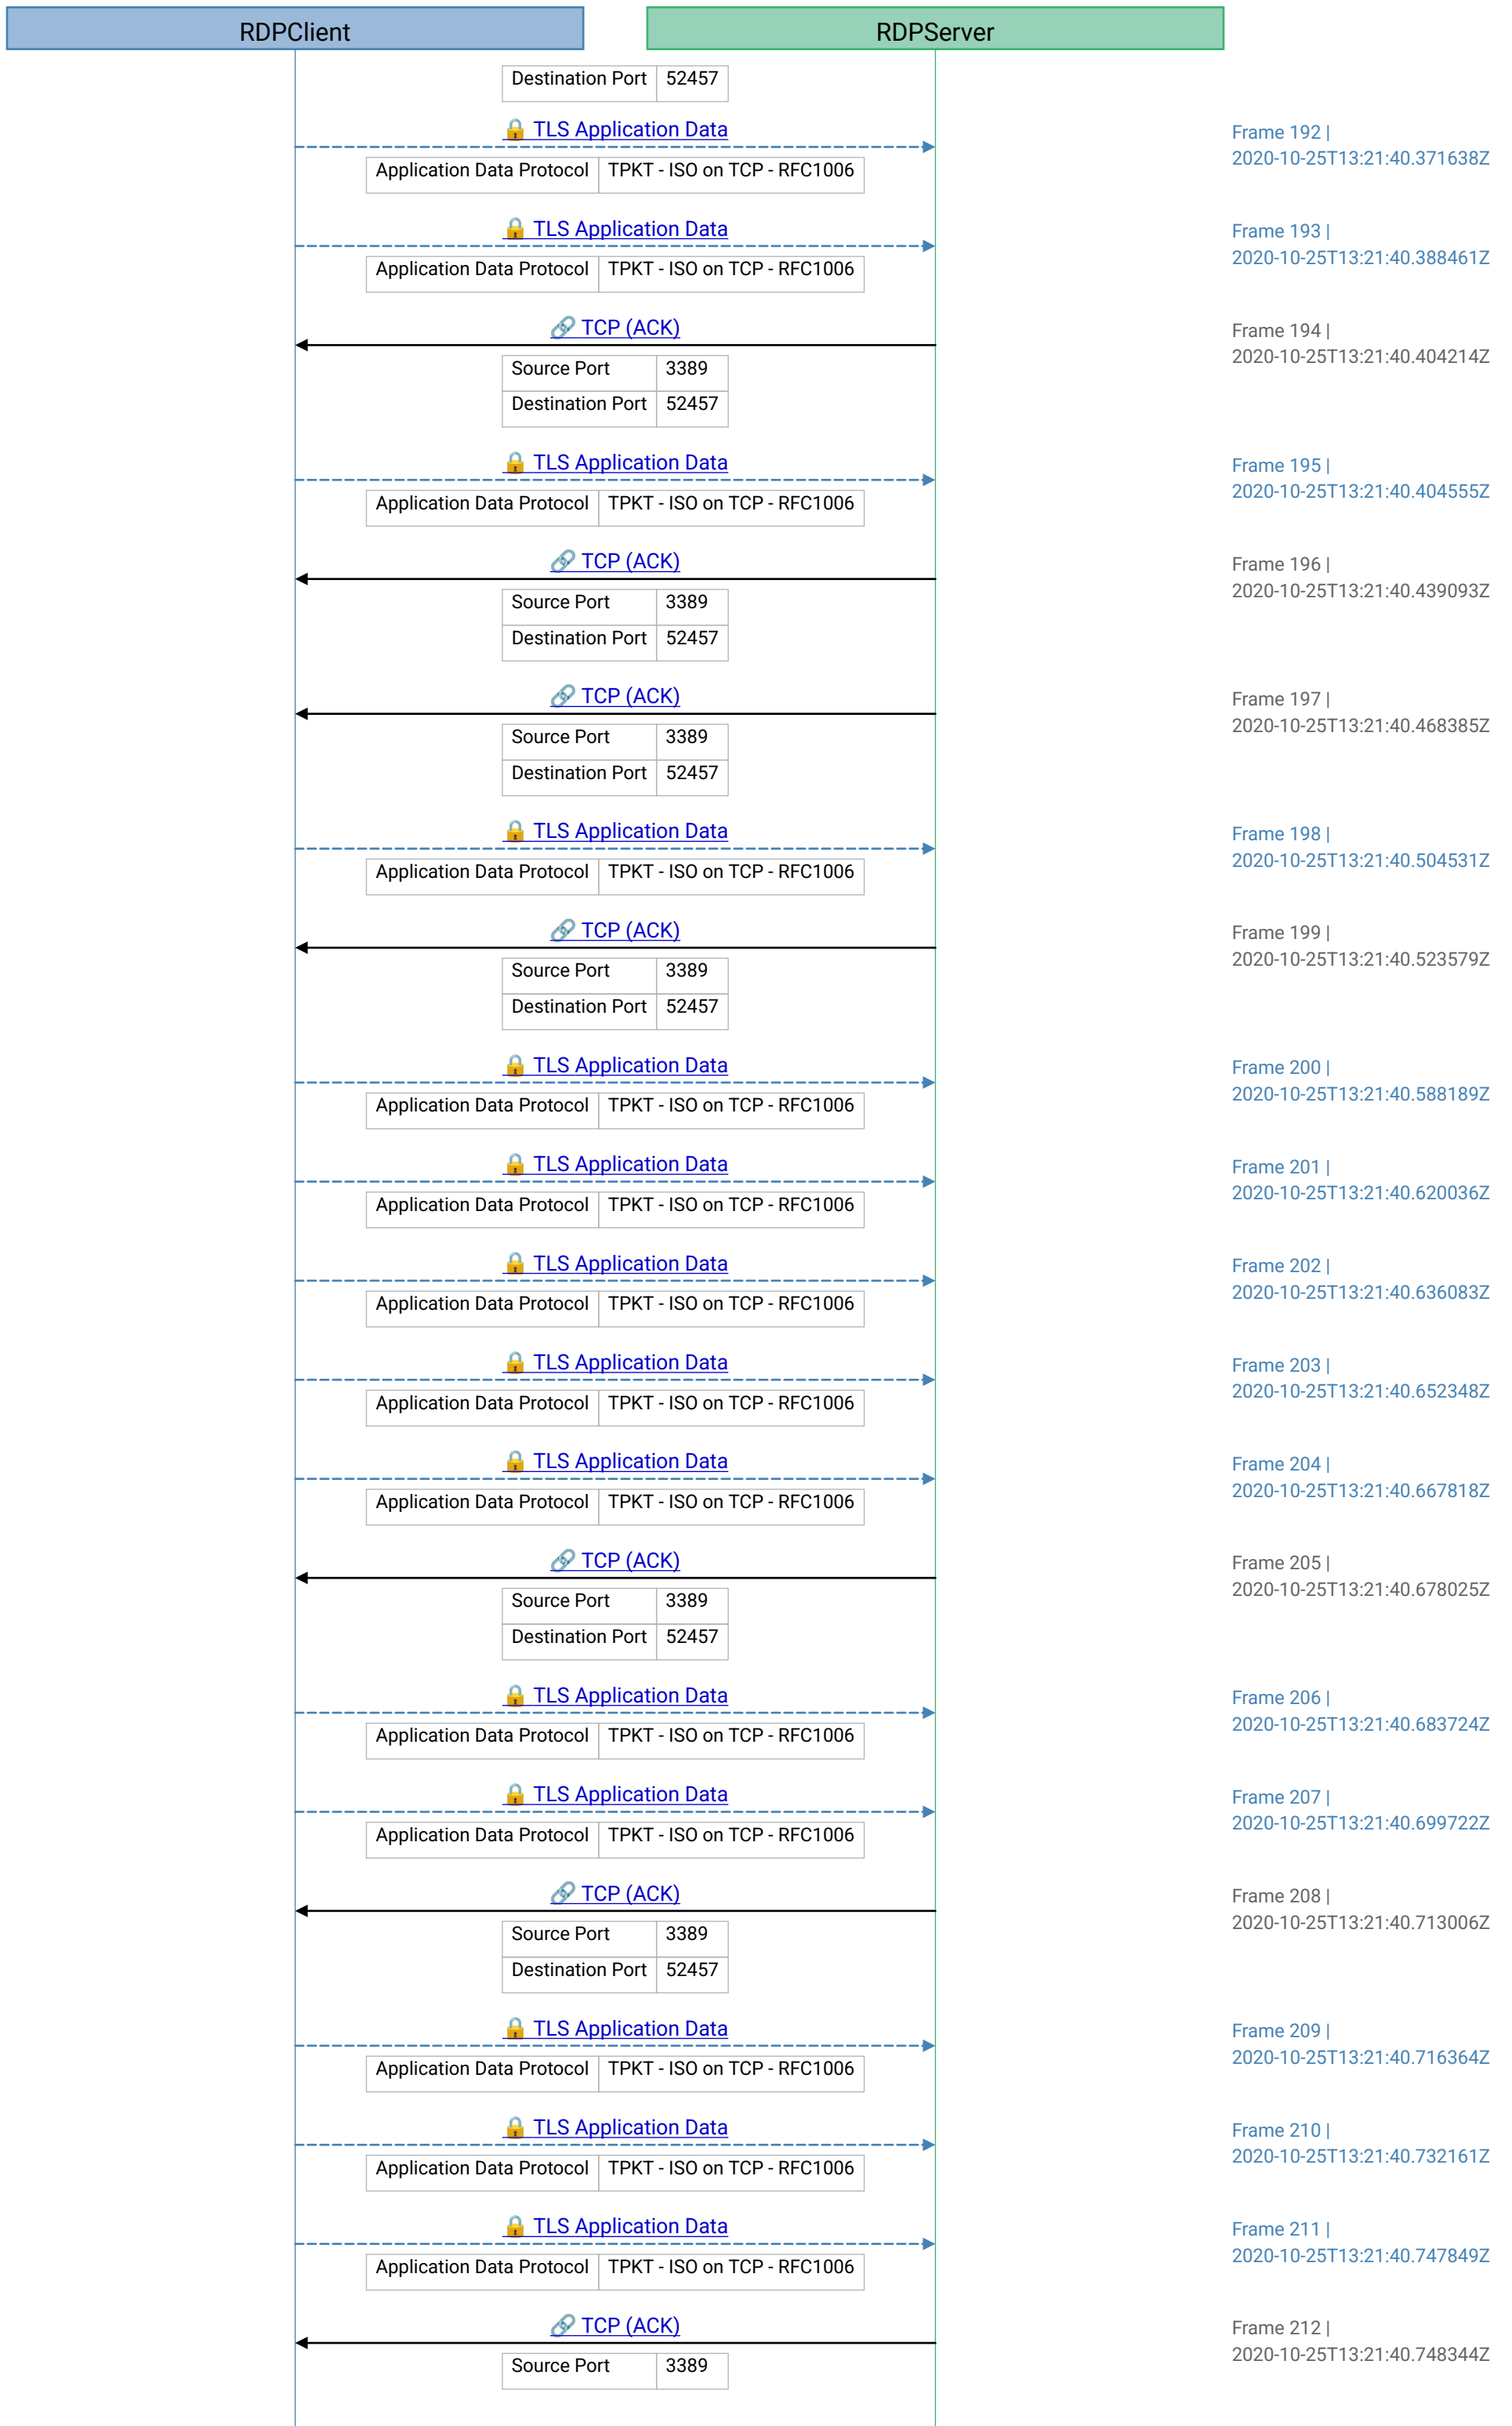 RDPClient RDPServer
Destination Port 52457
TLS Application Data
Frame 192 |
2020-10-25T13:21:40.371638Z
Application Data Protocol TPKT - ISO on TCP - RFC1006
TLS Application Data
Frame 193 |
2020-10-25T13:21:40.388461Z
Application Data Protocol TPKT - ISO on TCP - RFC1006
TCP (ACK)
Frame 194 |
2020-10-25T13:21:40.404214Z
Source Port 3389
Destination Port 52457
TLS Application Data
Frame 195 |
2020-10-25T13:21:40.404555Z
Application Data Protocol TPKT - ISO on TCP - RFC1006
TCP (ACK)
Frame 196 |
2020-10-25T13:21:40.439093Z
Source Port 3389
Destination Port 52457
TCP (ACK)
Frame 197 |
2020-10-25T13:21:40.468385Z
Source Port 3389
Destination Port 52457
TLS Application Data
Frame 198 |
2020-10-25T13:21:40.504531Z
Application Data Protocol TPKT - ISO on TCP - RFC1006
TCP (ACK)
Frame 199 |
2020-10-25T13:21:40.523579Z
Source Port 3389
Destination Port 52457
TLS Application Data
Frame 200 |
2020-10-25T13:21:40.588189Z
Application Data Protocol TPKT - ISO on TCP - RFC1006
TLS Application Data
Frame 201 |
2020-10-25T13:21:40.620036Z
Application Data Protocol TPKT - ISO on TCP - RFC1006
TLS Application Data
Frame 202 |
2020-10-25T13:21:40.636083Z
Application Data Protocol TPKT - ISO on TCP - RFC1006
TLS Application Data
Frame 203 |
2020-10-25T13:21:40.652348Z
Application Data Protocol TPKT - ISO on TCP - RFC1006
TLS Application Data
Frame 204 |
2020-10-25T13:21:40.667818Z
Application Data Protocol TPKT - ISO on TCP - RFC1006
TCP (ACK)
Frame 205 |
2020-10-25T13:21:40.678025Z
Source Port 3389
Destination Port 52457
TLS Application Data
Frame 206 |
2020-10-25T13:21:40.683724Z
Application Data Protocol TPKT - ISO on TCP - RFC1006
TLS Application Data
Frame 207 |
2020-10-25T13:21:40.699722Z
Application Data Protocol TPKT - ISO on TCP - RFC1006
TCP (ACK)
Frame 208 |
2020-10-25T13:21:40.713006Z
Source Port 3389
Destination Port 52457
TLS Application Data
Frame 209 |
2020-10-25T13:21:40.716364Z
Application Data Protocol TPKT - ISO on TCP - RFC1006
TLS Application Data
Frame 210 |
2020-10-25T13:21:40.732161Z
Application Data Protocol TPKT - ISO on TCP - RFC1006
TLS Application Data
Frame 211 |
2020-10-25T13:21:40.747849Z
Application Data Protocol TPKT - ISO on TCP - RFC1006
TCP (ACK)
Frame 212 |
2020-10-25T13:21:40.748344Z
Source Port 3389